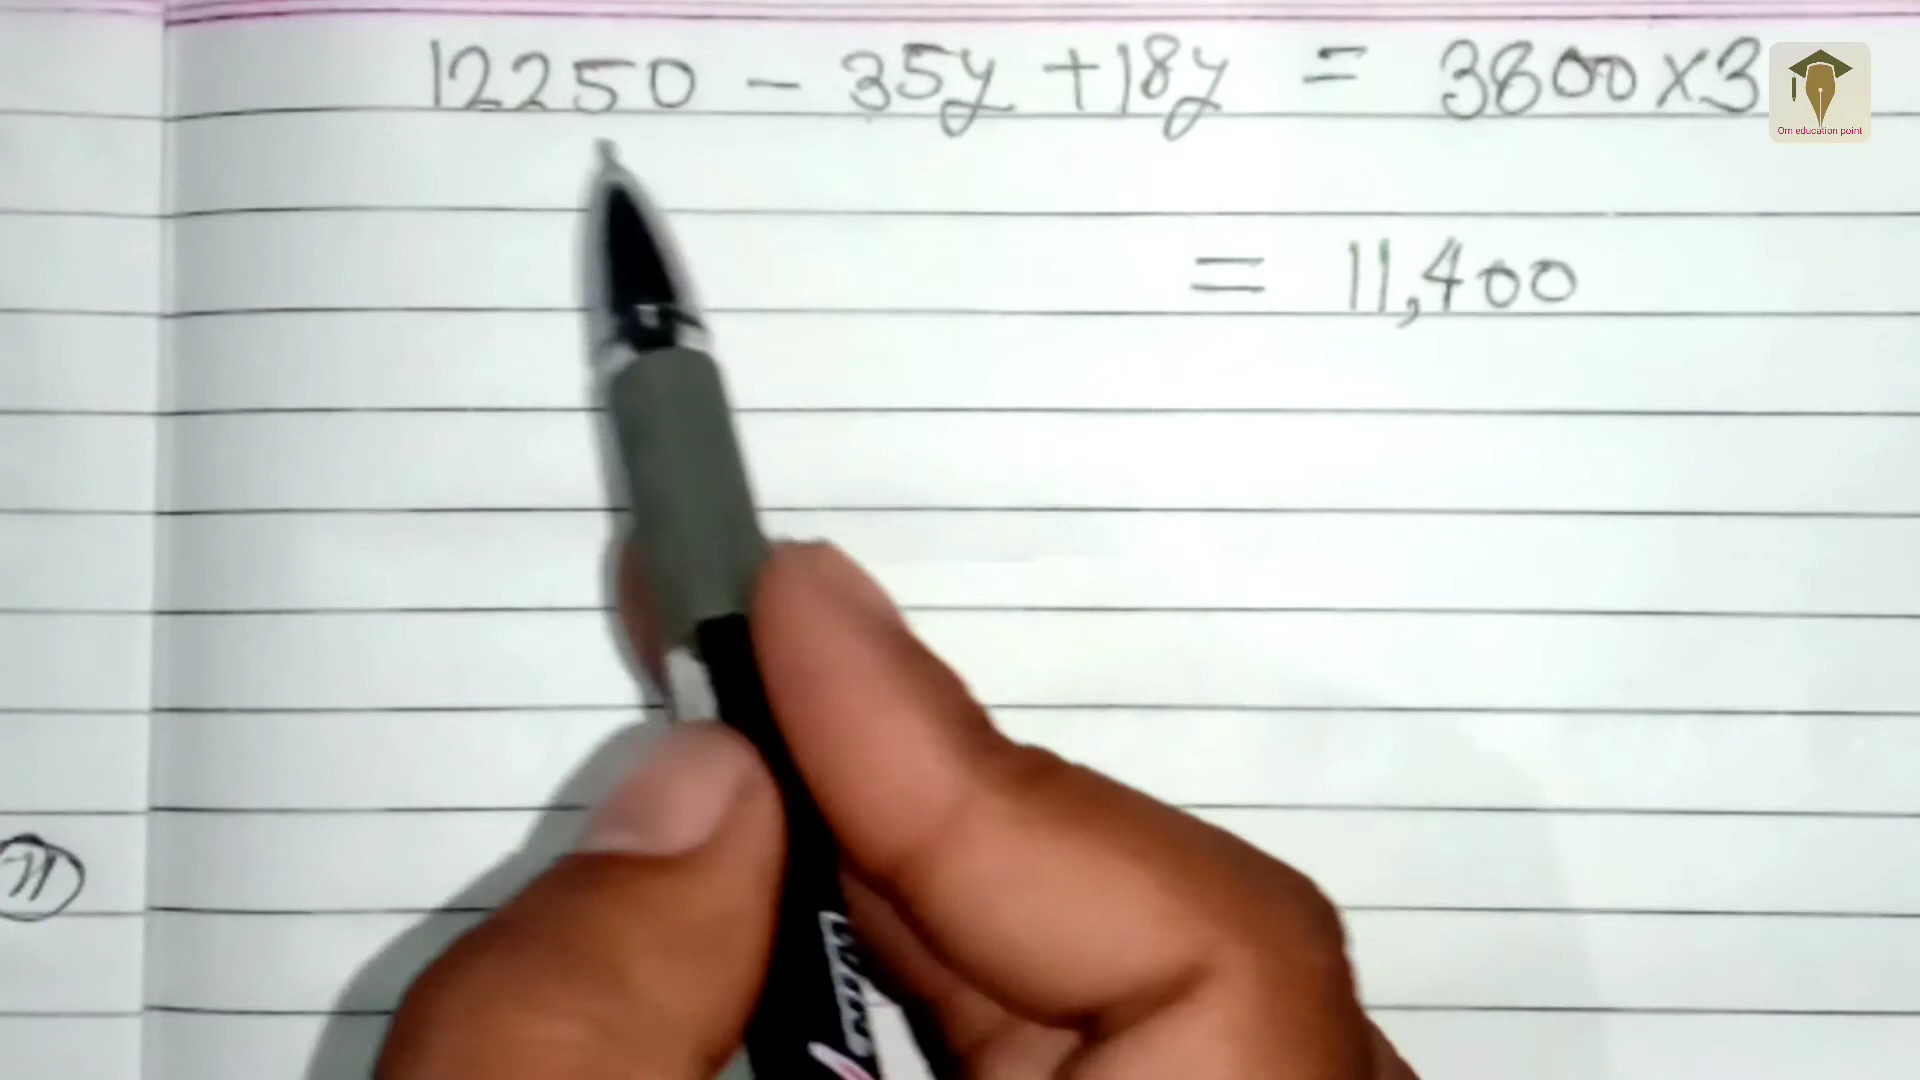 12250 - 35y + 18y = 3800 x 3
Om education point
= 11,400